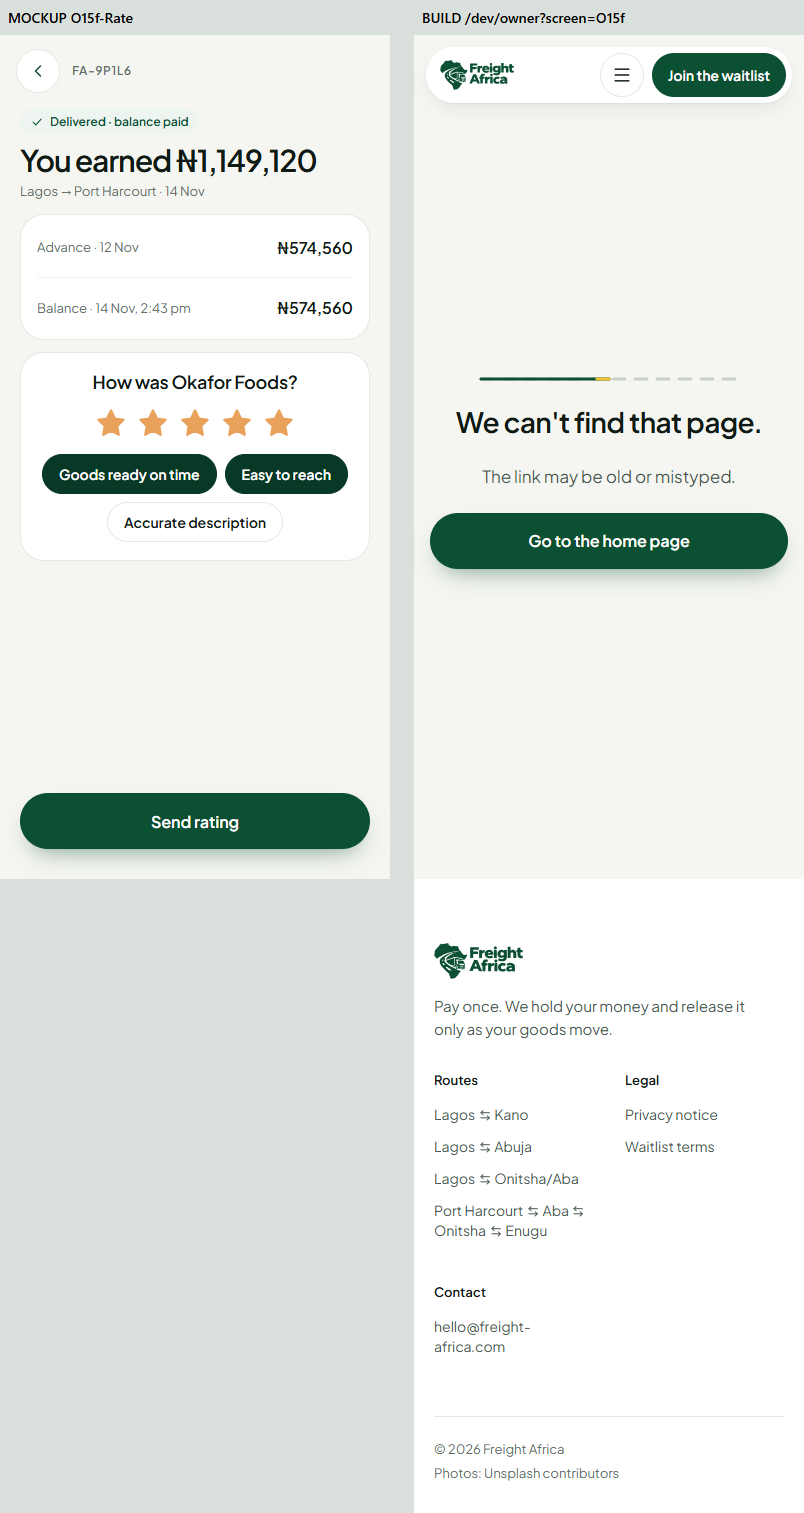 MOCKUP O15f-Rate
FA-9P1L6
Delivered · balance paid
You earned ₦1,149,120
Lagos → Port Harcourt · 14 Nov
Advance · 12 Nov
₦574,560
Balance · 14 Nov, 2:43 pm
₦574,560
How was Okafor Foods?
Goods ready on time
Easy to reach
Accurate description
Send rating
BUILD /dev/owner?screen=O15f
Freight
Africa
Join the waitlist
We can't find that page.
The link may be old or mistyped.
Go to the home page
Freight
Africa
Pay once. We hold your money and release it
only as your goods move.
Routes
Lagos ⇆ Kano
Lagos ⇆ Abuja
Lagos ⇆ Onitsha/Aba
Port Harcourt ⇆ Aba ⇆
Onitsha ⇆ Enugu
Legal
Privacy notice
Waitlist terms
Contact
hello@freight-
africa.com
© 2026 Freight Africa
Photos: Unsplash contributors